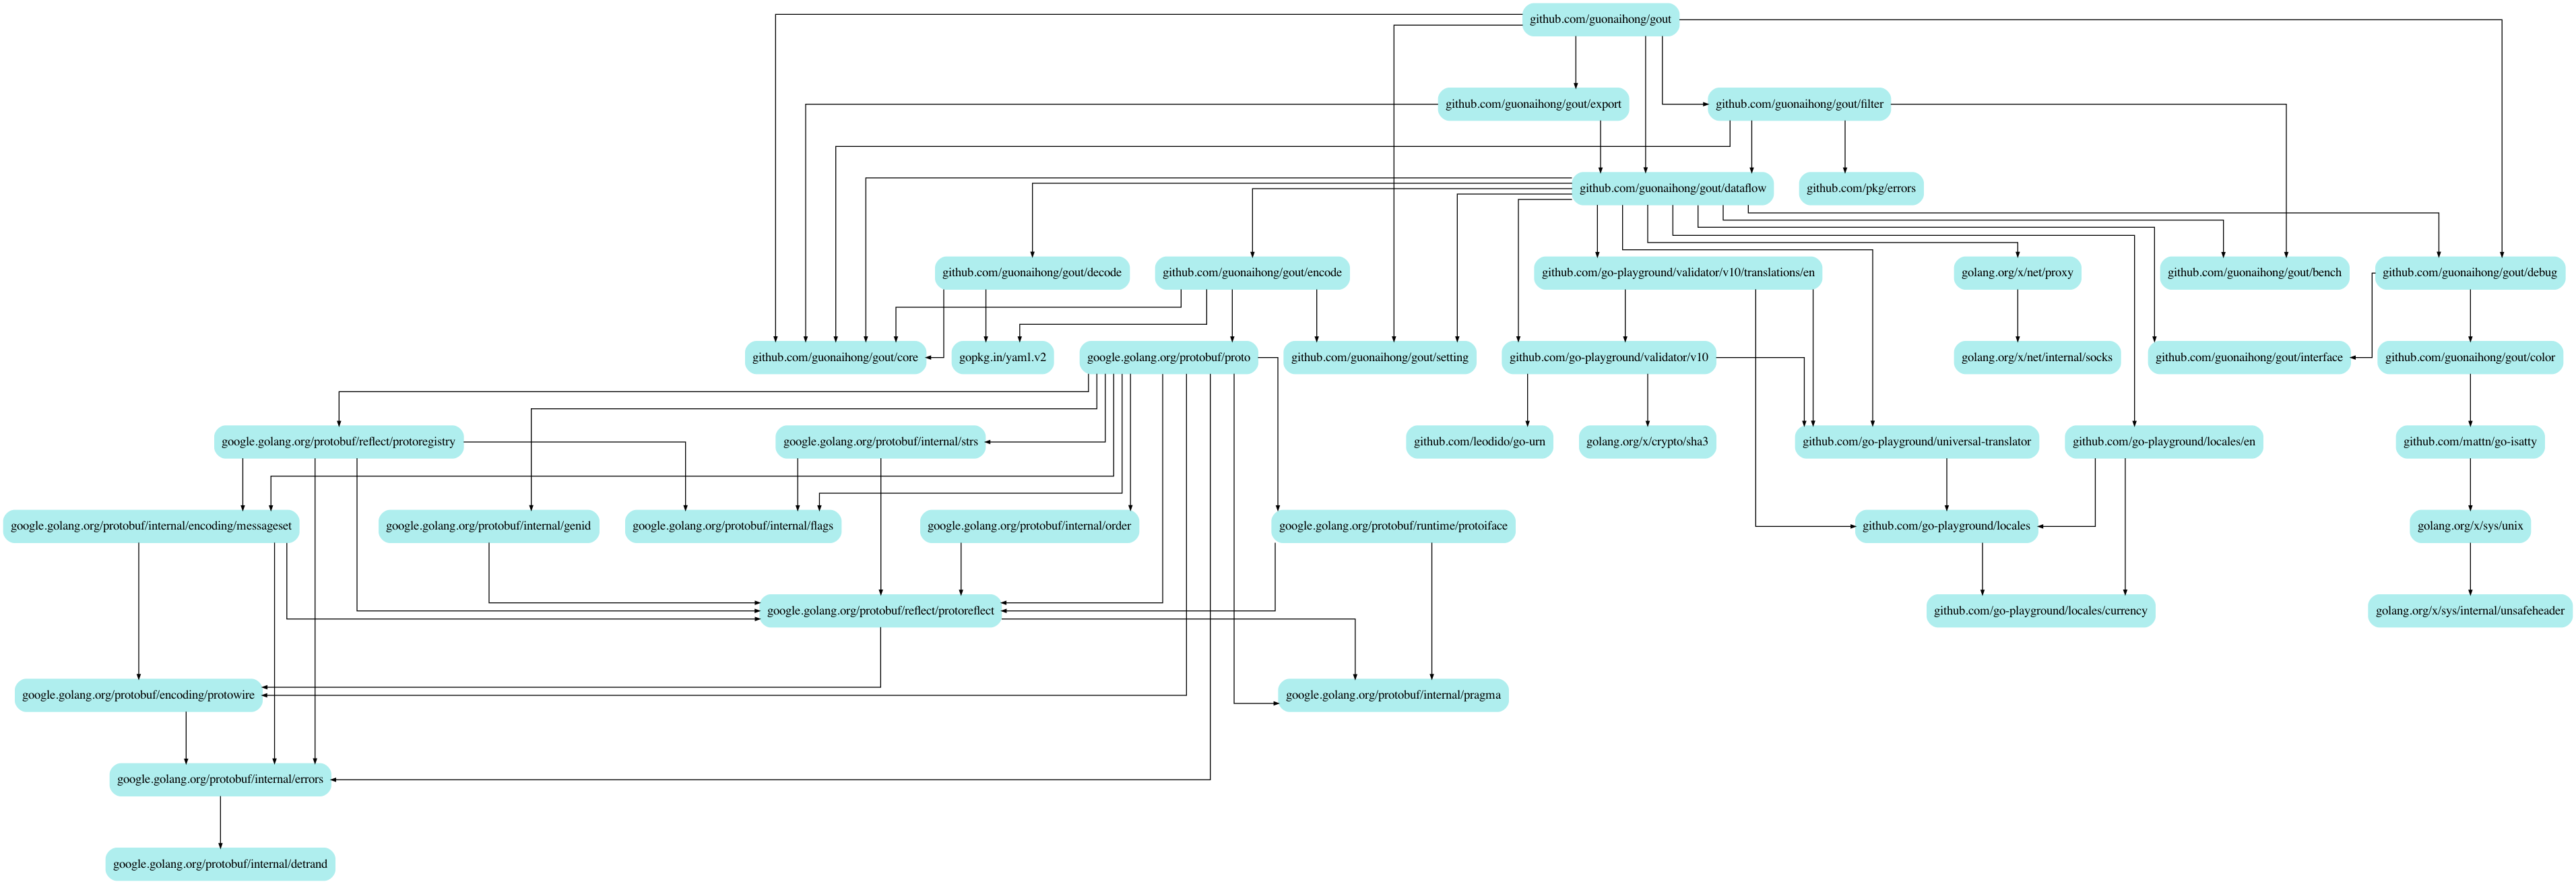 github.com/guonaihong/gout
github.com/guonaihong/gout/export
github.com/guonaihong/gout/filter
github.com/guonaihong/gout/dataflow
github.com/pkg/errors
github.com/guonaihong/gout/decode
github.com/guonaihong/gout/encode
github.com/go-playground/validator/v10/translations/en
golang.org/x/net/proxy
github.com/guonaihong/gout/bench
github.com/guonaihong/gout/debug
github.com/guonaihong/gout/core
gopkg.in/yaml.v2
google.golang.org/protobuf/proto
github.com/guonaihong/gout/setting
github.com/go-playground/validator/v10
golang.org/x/net/internal/socks
github.com/guonaihong/gout/interface
github.com/guonaihong/gout/color
google.golang.org/protobuf/reflect/protoregistry
google.golang.org/protobuf/internal/strs
github.com/leodido/go-urn
golang.org/x/crypto/sha3
github.com/go-playground/universal-translator
github.com/go-playground/locales/en
github.com/mattn/go-isatty
google.golang.org/protobuf/internal/encoding/messageset
google.golang.org/protobuf/internal/genid
google.golang.org/protobuf/internal/flags
google.golang.org/protobuf/internal/order
google.golang.org/protobuf/runtime/protoiface
github.com/go-playground/locales
golang.org/x/sys/unix
google.golang.org/protobuf/reflect/protoreflect
github.com/go-playground/locales/currency
golang.org/x/sys/internal/unsafeheader
google.golang.org/protobuf/encoding/protowire
google.golang.org/protobuf/internal/pragma
google.golang.org/protobuf/internal/errors
google.golang.org/protobuf/internal/detrand